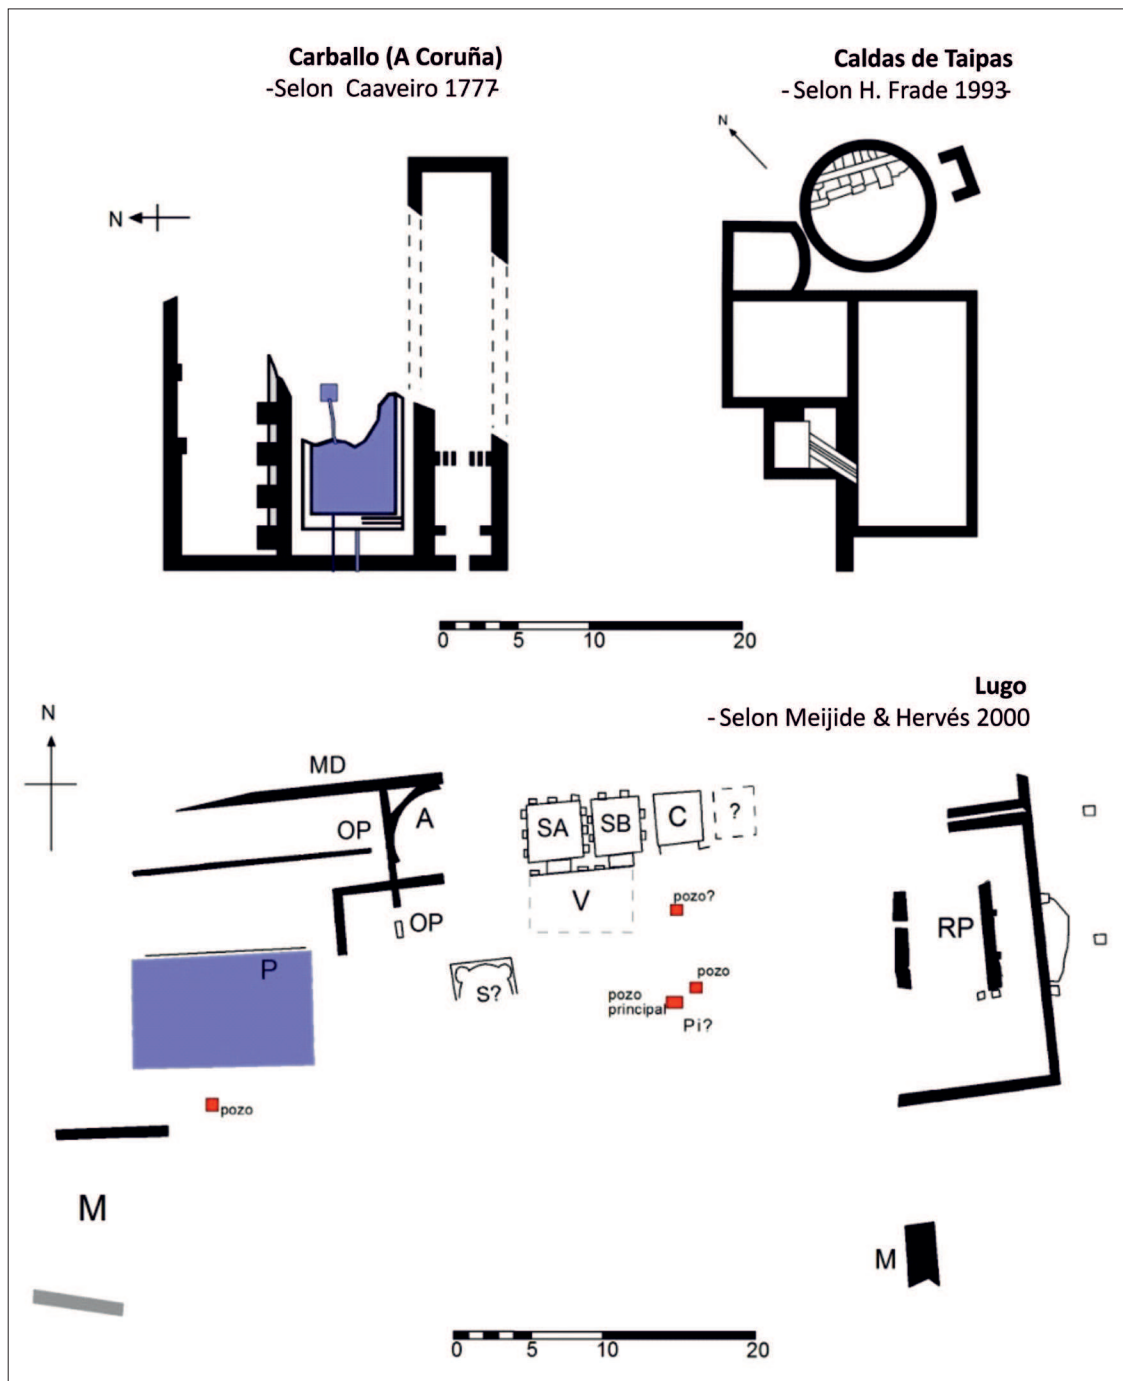 Carballo (A Coruña)
-Selon Caaveiro 1777-
Caldas de Taipas
- Selon H. Frade 1993-
N
N
0 5 10 20
Lugo
- Selon Meijide & Hervés 2000
N
MD
OP
A
SA
SB
C
?
V
OP
pozo?
RP
P
S?
pozo
pozo
principal
Pi?
pozo
M
M
0 5 10 20